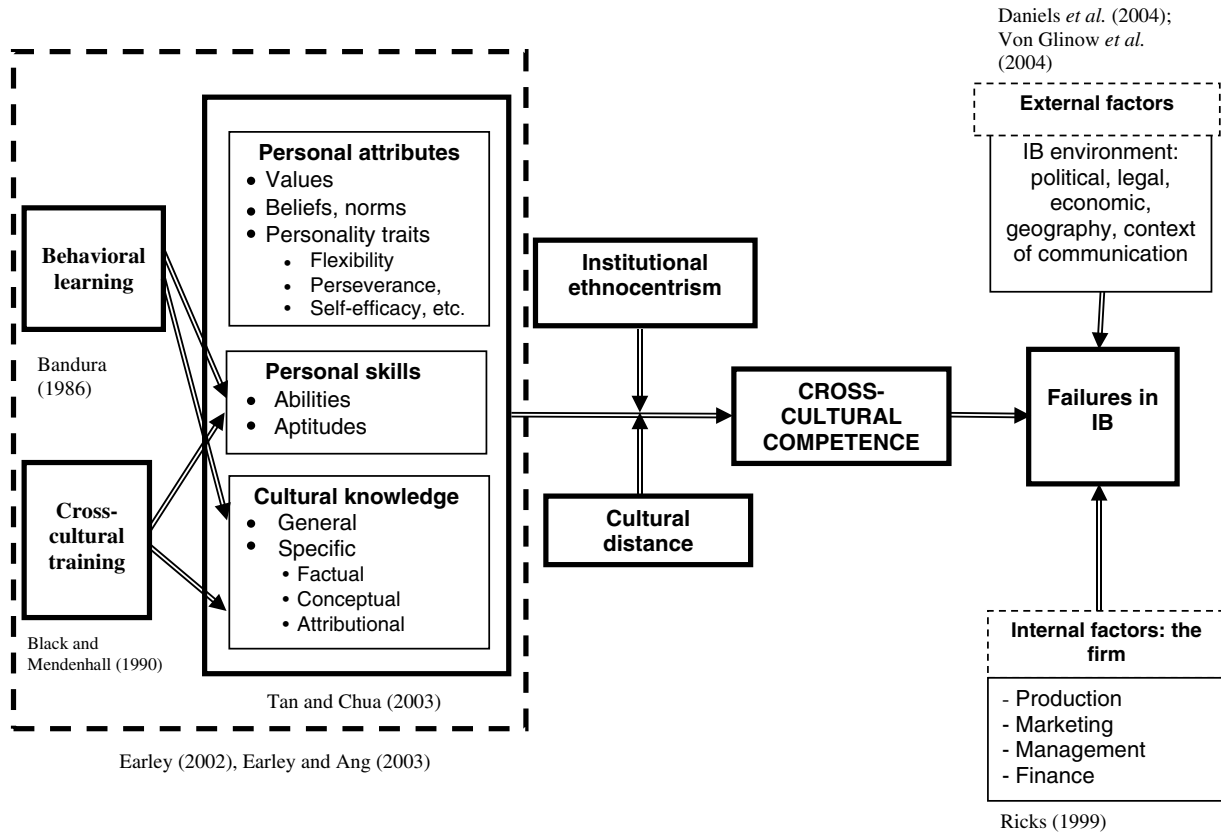 Daniels et al. (2004);
Von Glinow et al.
(2004)
External factors
IB environment:
political, legal,
economic,
geography, context
of communication
Personal attributes
• Values
• Beliefs, norms
• Personality traits
• Flexibility
• Perseverance,
• Self-efficacy, etc.
Behavioral
learning
Bandura
(1986)
Institutional
ethnocentrism
Personal skills
• Abilities
• Aptitudes
CROSS-
CULTURAL
COMPETENCE
Failures in
IB
Cross-
cultural
training
Black and
Mendenhall (1990)
Cultural knowledge
• General
• Specific
• Factual
• Conceptual
• Attributional
Cultural
distance
Tan and Chua (2003)
Earley (2002), Earley and Ang (2003)
Internal factors: the
firm
- Production
- Marketing
- Management
- Finance
Ricks (1999)